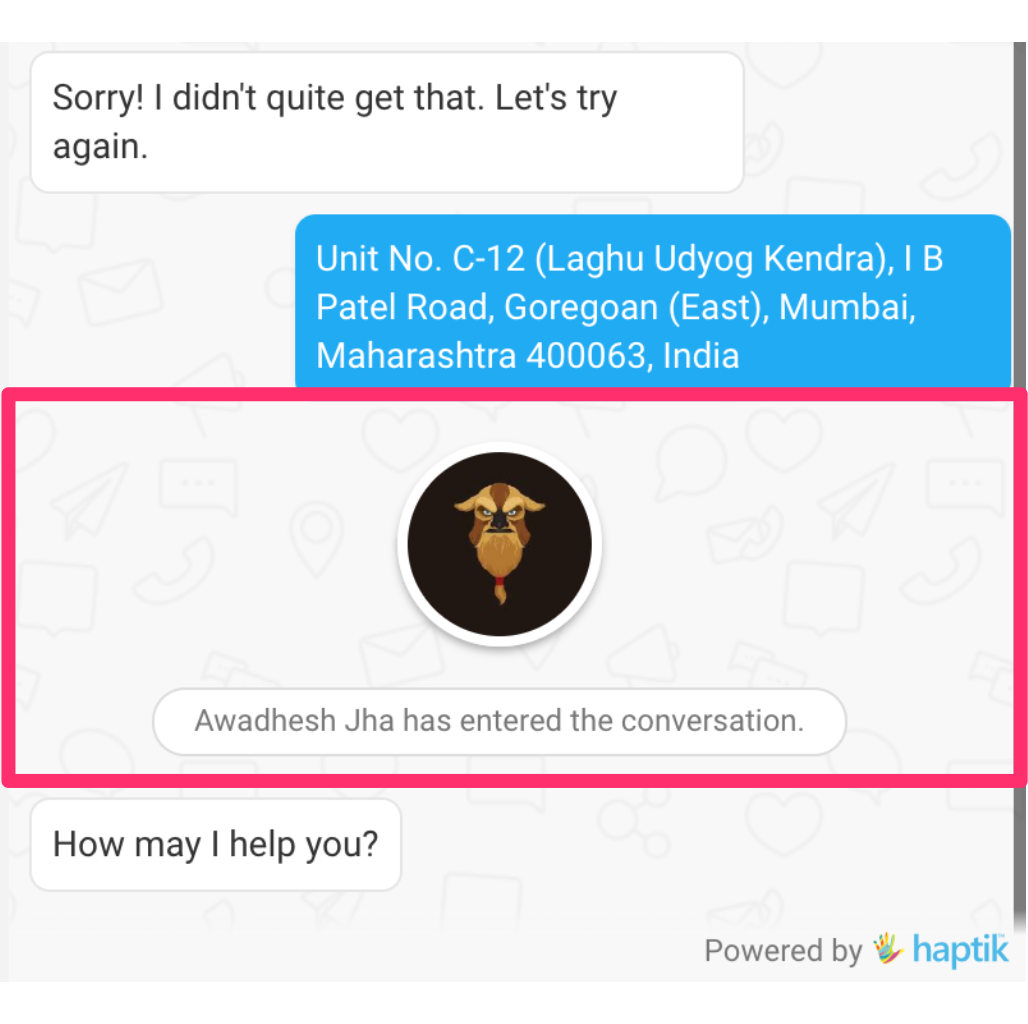 Sorry! I didn't quite get that. Let's try
again.
Unit No. C-12 (Laghu Udyog Kendra), I B
Patel Road, Goregoan (East), Mumbai,
Maharashtra 400063, India
Awadhesh Jha has entered the conversation.
How may I help you?
Powered by haptik